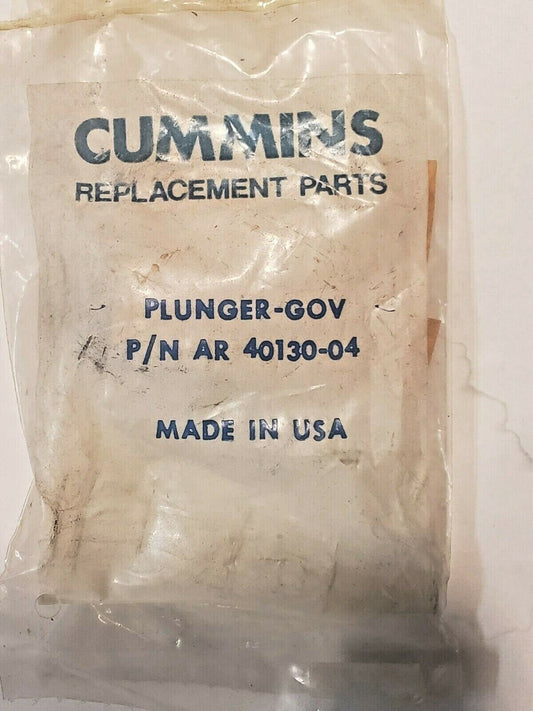 CUMMINS
REPLACEMENT PARTS
PLUNGER-GOV
P/N AR 40130-04
MADE IN USA